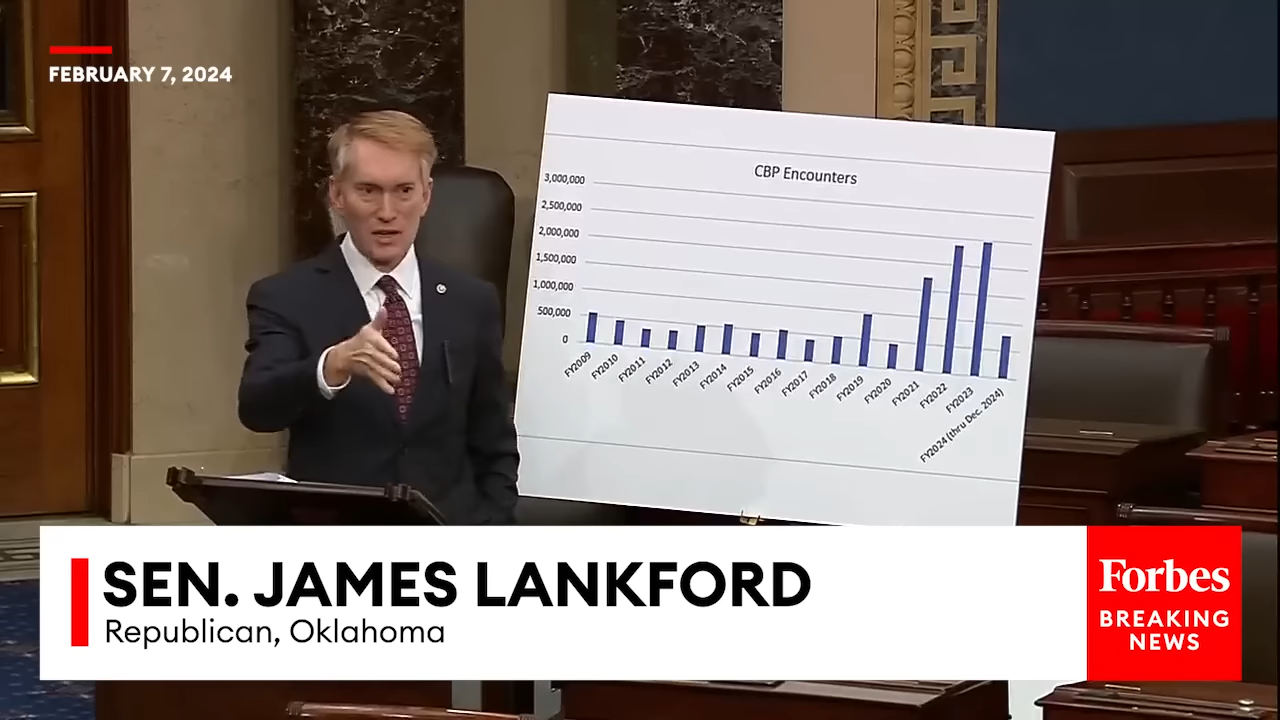 FEBRUARY 7, 2024
CBP Encounters
3,000,000
2,500,000
2,000,000
1,500,000
1,000,000
500,000
0
FY2009
FY2010
FY2011
FY2012
FY2013
FY2014
FY2015
FY2016
FY2017
FY2018
FY2019
FY2020
FY2021
FY2022
FY2023
FY2024 (thru Dec. 2024)
SEN. JAMES LANKFORD
Republican, Oklahoma
Forbes
BREAKING
NEWS